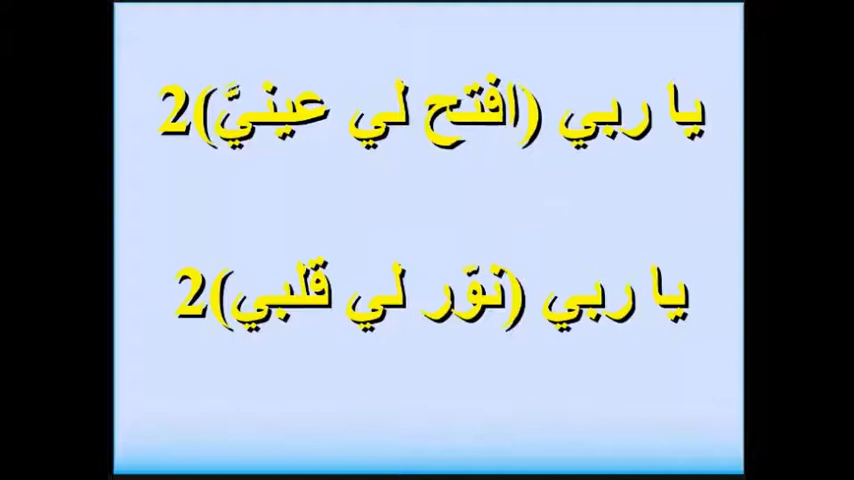 يا ربي (افتح لي عينيَّ)2
يا ربي (نوّر لي قلبي)2